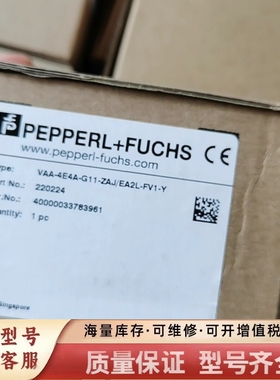 PEPPERL+FUCHS CE
www.pepperl-fuchs.com
ype: VAA-4E4A-G11-ZAJ/EA2L-FV1-Y
art No.: 220224
o.: 40000033783961
uantity: 1 pc
Singapore
型号 海量库存·可维修·可开增值税
客服 质量保证 型号齐全